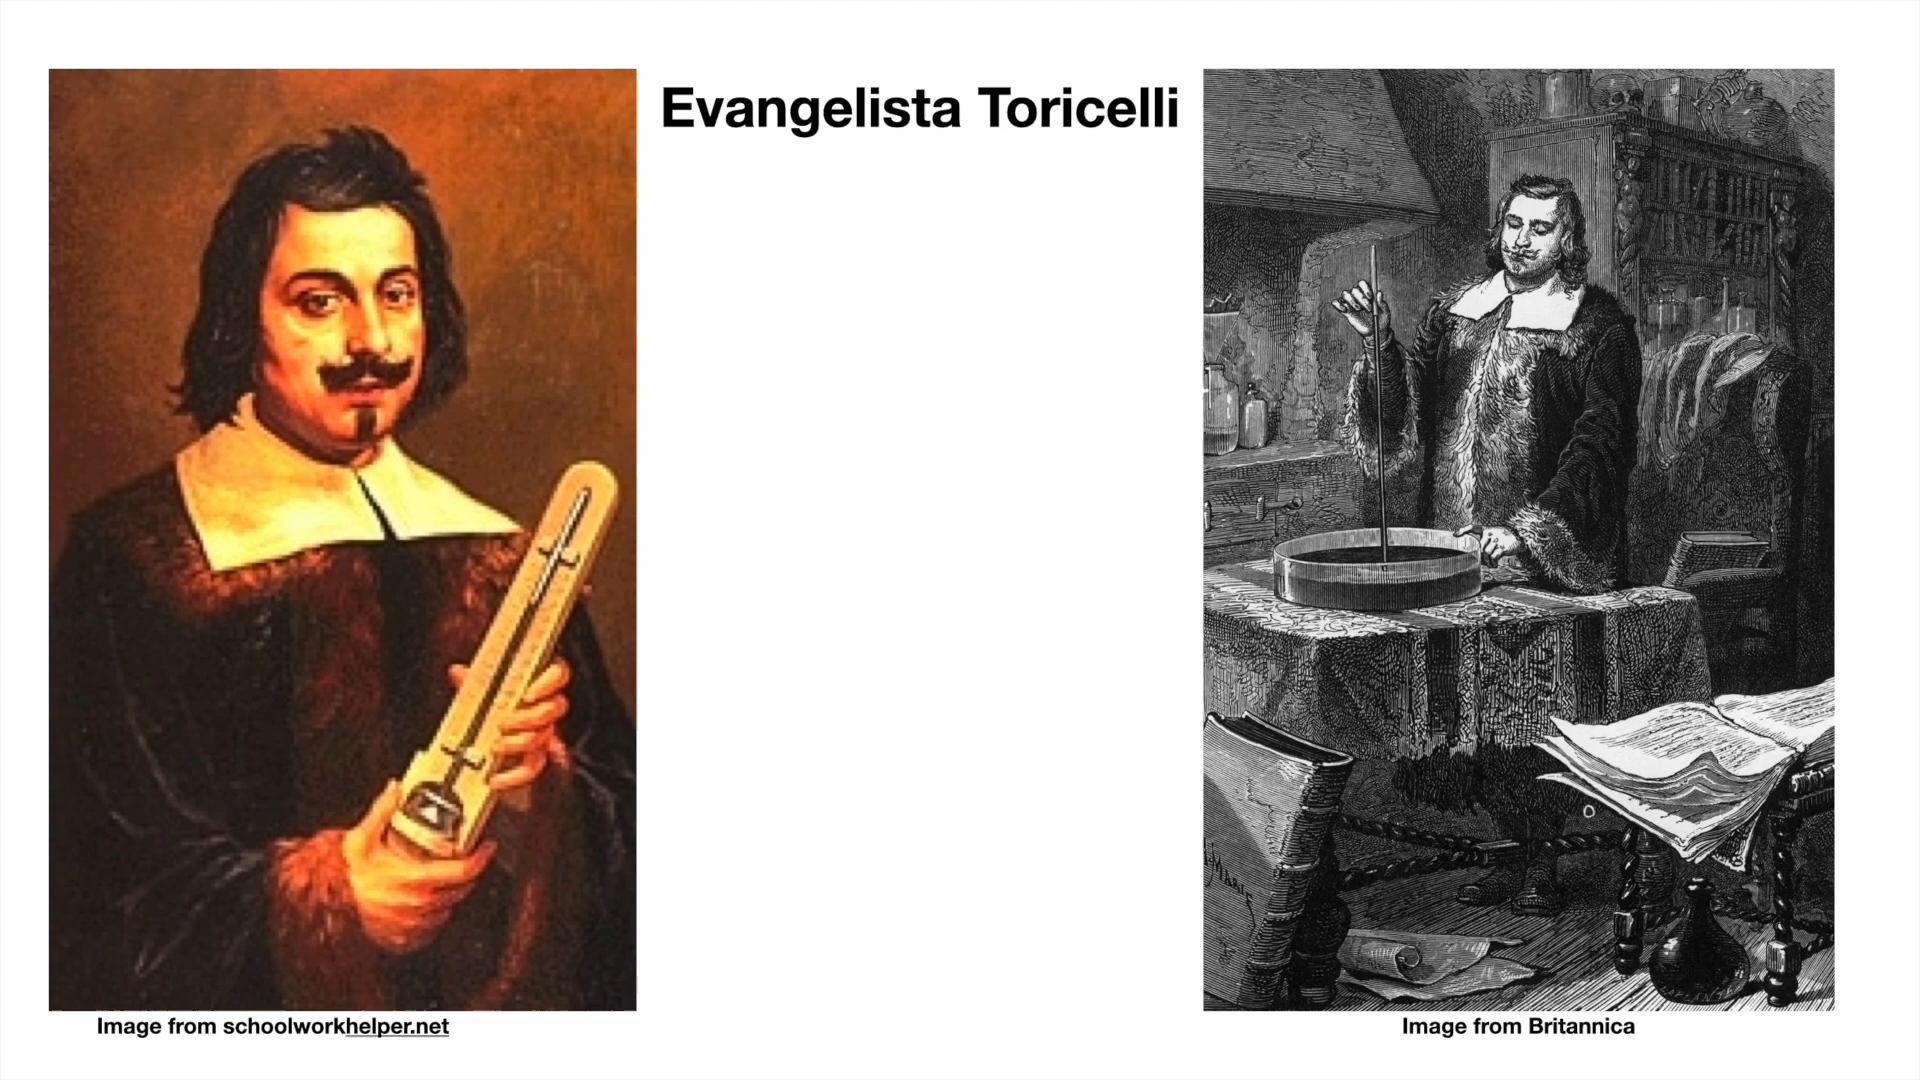 Evangelista Toricelli
Image from schoolworkhelper.net
Image from Britannica